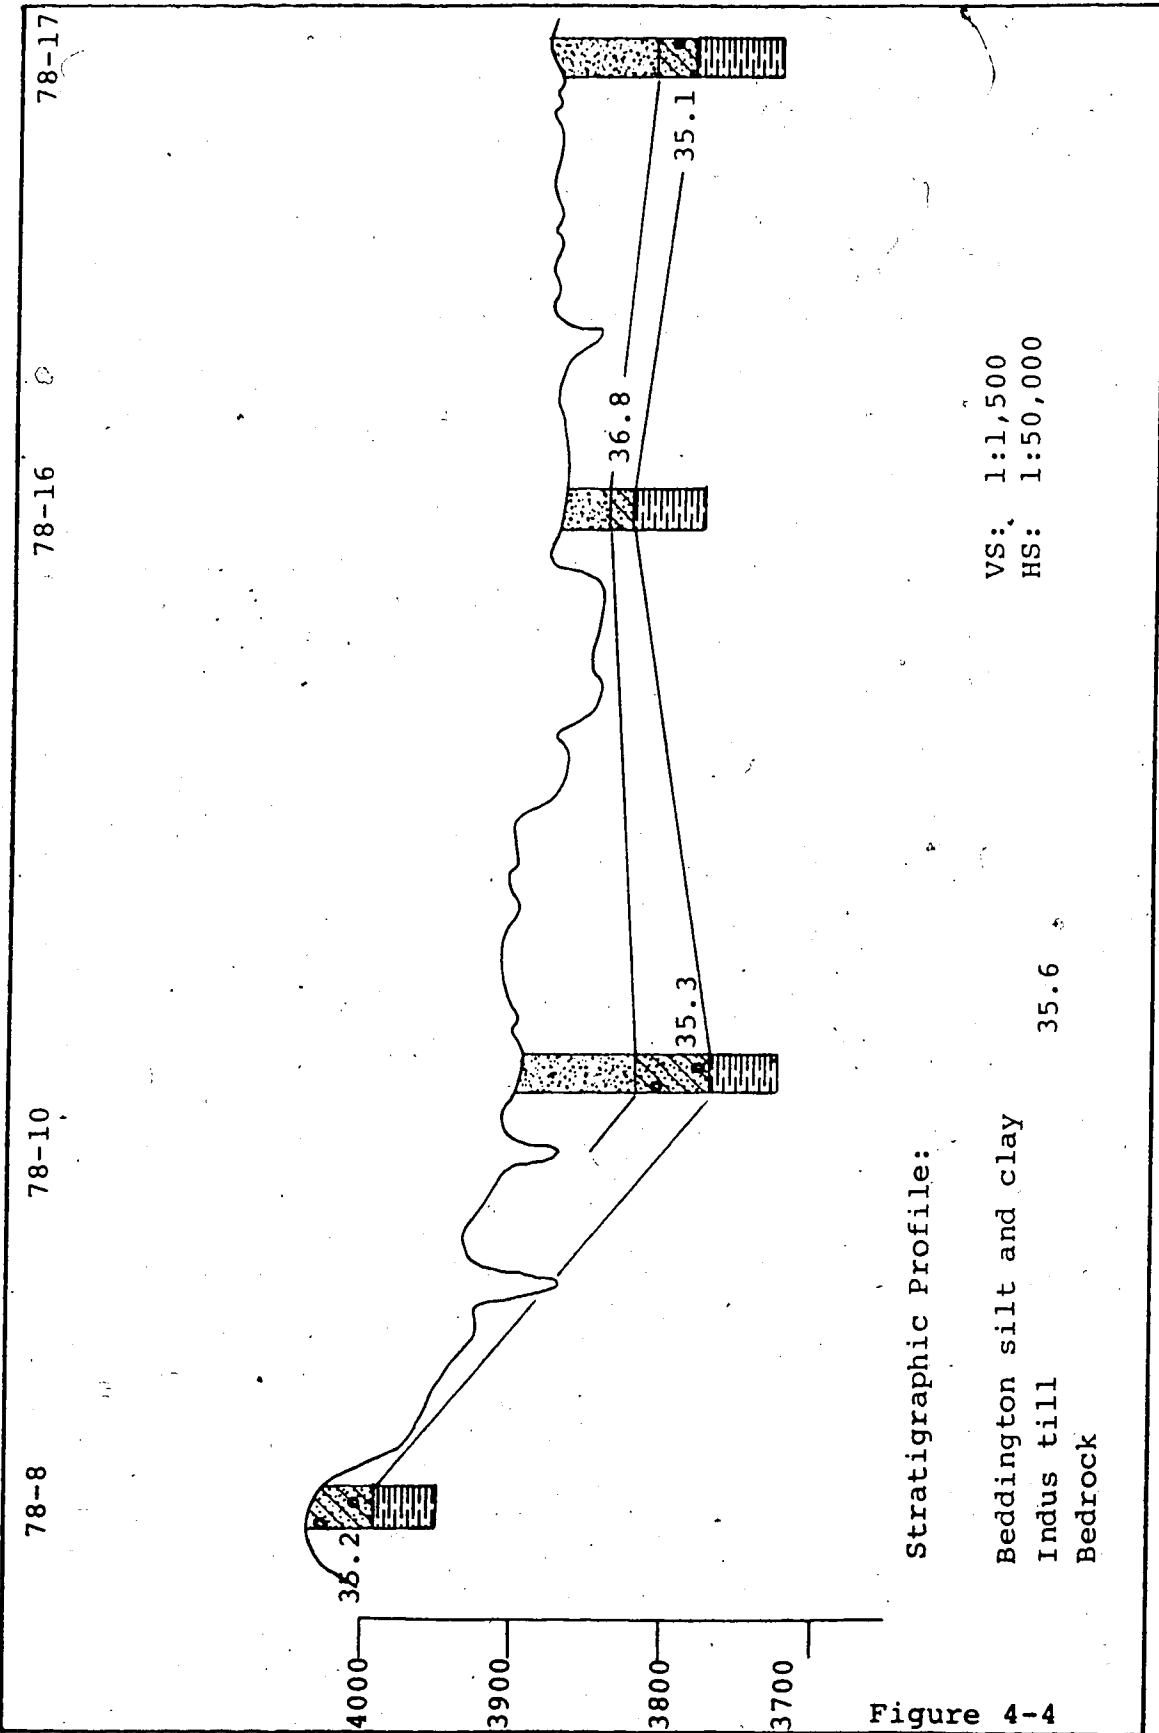 78-8
78-10
78-16
78-17
4000
3900
3800
3700
35.2
35.3
36.8
35.1
Stratigraphic Profile:
Beddington silt and clay
Indus till 35.6
Bedrock
VS: 1:1,500
HS: 1:50,000
Figure 4-4